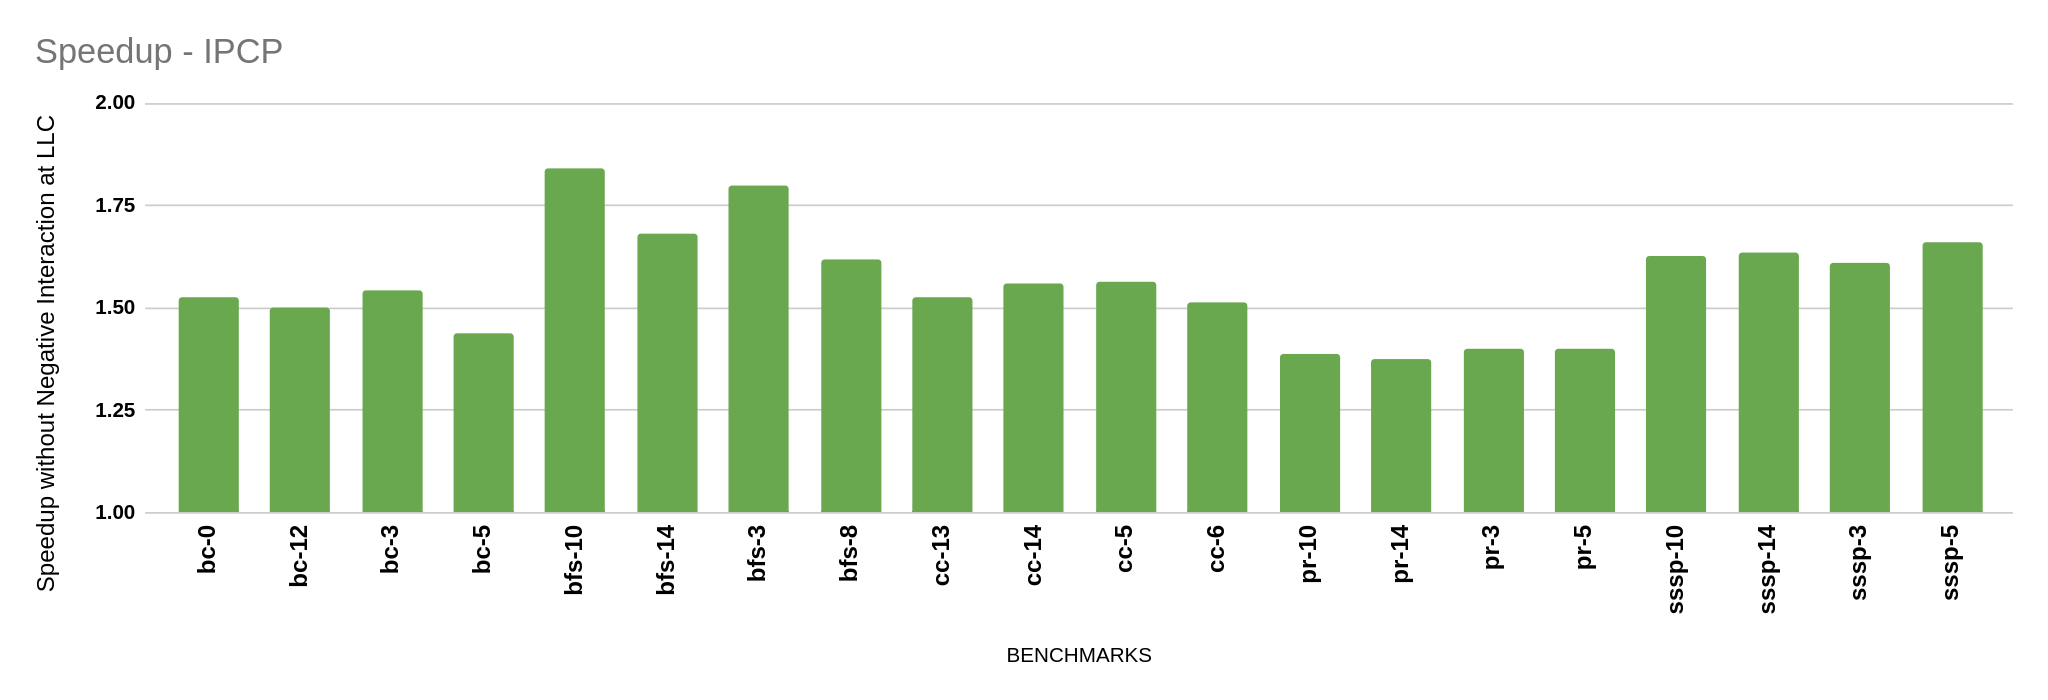 Speedup - IPCP
Speedup without Negative Interaction at LLC
2.00
1.75
1.50
1.25
1.00
bc-0
bc-12
bc-3
bc-5
bfs-10
bfs-14
bfs-3
bfs-8
cc-13
cc-14
cc-5
cc-6
pr-10
pr-14
pr-3
pr-5
sssp-10
sssp-14
sssp-3
sssp-5
BENCHMARKS